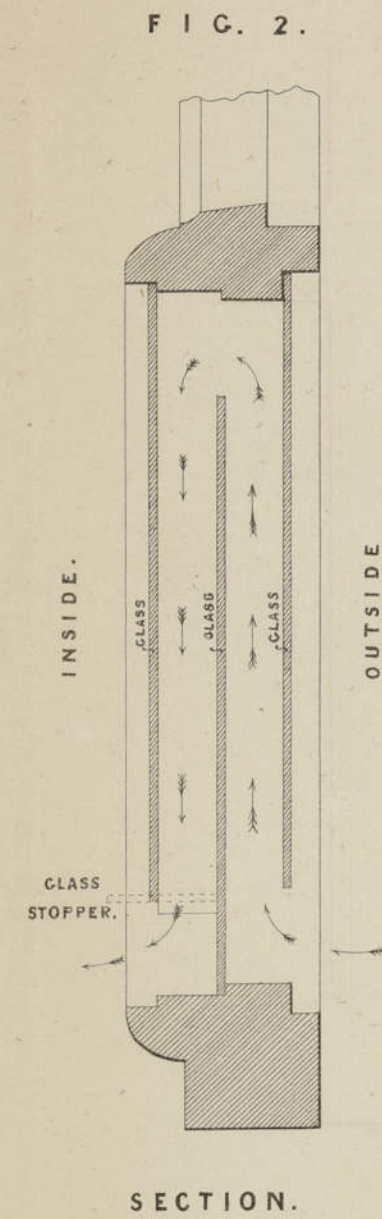 FIG. 2.
INSIDE.
GLASS
GLASS
GLASS
OUTSIDE
GLASS
STOPPER.
SECTION.